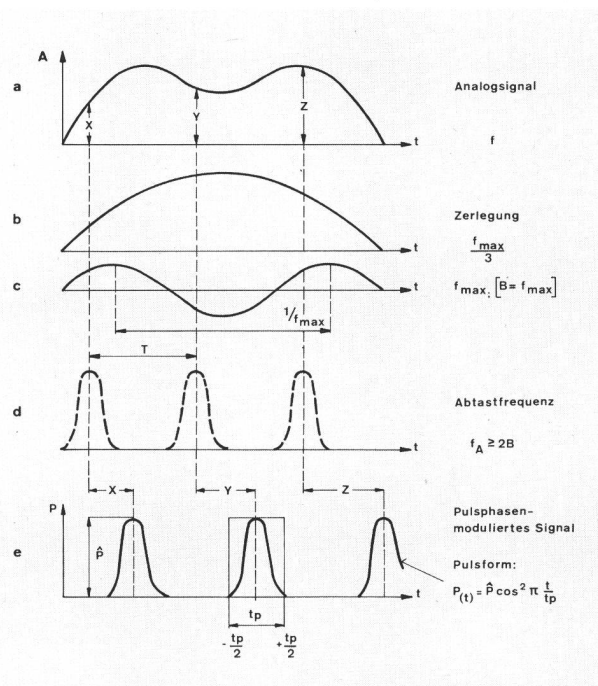 A
a
X
Y
Z
t
Analogsignal
f
b
t
Zerlegung
f_max
3
c
t
f_max, [B = f_max]
1/f_max
T
d
t
Abtastfrequenz
f_A ≥ 2B
X
Y
Z
P
e
P̂
t
tp
- tp/2
+ tp/2
Pulsphasen-
moduliertes Signal
Pulsform:
P(t) = P̂ cos² π t/tp